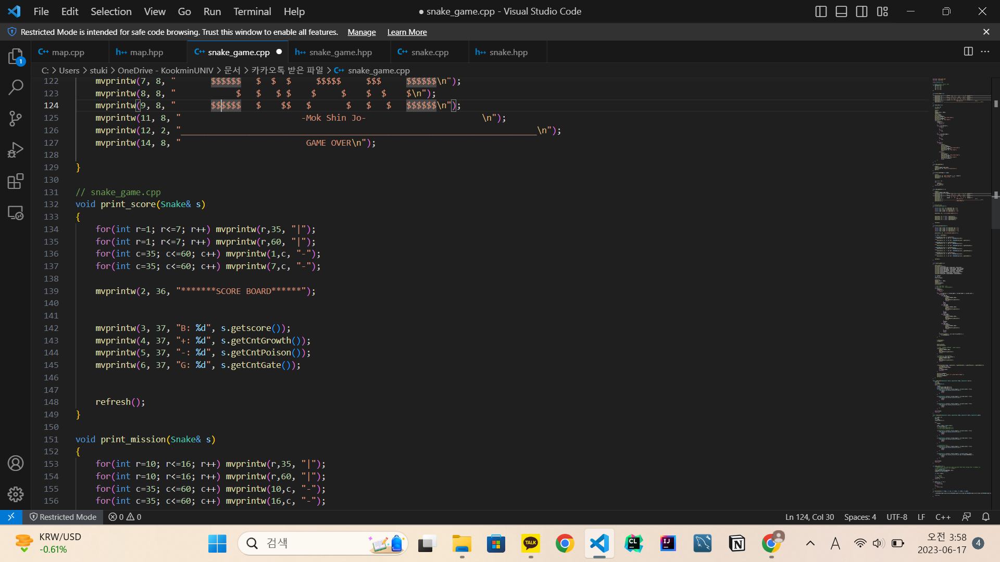 File Edit Selection View Go Run Terminal Help
● snake_game.cpp - Visual Studio Code
Restricted Mode is intended for safe code browsing. Trust this window to enable all features. Manage Learn More
1
C++ map.cpp h++ map.hpp C++ snake_game.cpp ● h++ snake_game.hpp C++ snake.cpp h++ snake.hpp
C: > Users > stuki > OneDrive - KookminUNIV > 문서 > 카카오톡 받은 파일 > C++ snake_game.cpp
122     mvprintw(7, 8, "       $$$$$$   $  $  $     $$$$$     $$$     $$$$$$\n");
123     mvprintw(8, 8, "            $   $   $ $    $     $    $  $    $\n");
124     mvprintw(9, 8, "       $$$$$$   $    $$   $       $   $   $   $$$$$$\n");
125     mvprintw(11, 8, "                        -Mok Shin Jo-                       \n");
126     mvprintw(12, 2, "_______________________________________________________________________\n");
127     mvprintw(14, 8, "                         GAME OVER\n");
128
129 }
130
131 // snake_game.cpp
132 void print_score(Snake& s)
133 {
134     for(int r=1; r<=7; r++) mvprintw(r,35, "|");
135     for(int r=1; r<=7; r++) mvprintw(r,60, "|");
136     for(int c=35; c<=60; c++) mvprintw(1,c, "-");
137     for(int c=35; c<=60; c++) mvprintw(7,c, "-");
138
139     mvprintw(2, 36, "*******SCORE BOARD******");
140
141
142     mvprintw(3, 37, "B: %d", s.getscore());
143     mvprintw(4, 37, "+: %d", s.getCntGrowth());
144     mvprintw(5, 37, "-: %d", s.getCntPoison());
145     mvprintw(6, 37, "G: %d", s.getCntGate());
146
147
148     refresh();
149 }
150
151 void print_mission(Snake& s)
152 {
153     for(int r=10; r<=16; r++) mvprintw(r,35, "|");
154     for(int r=10; r<=16; r++) mvprintw(r,60, "|");
155     for(int c=35; c<=60; c++) mvprintw(10,c, "-");
156     for(int c=35; c<=60; c++) mvprintw(16,c, "-");
Restricted Mode 0 0 Ln 124, Col 30 Spaces: 4 UTF-8 LF C++
KRW/USD
-0.61%
검색
TALK
CL
IJ
N
A
오전 3:58
2023-06-17
4